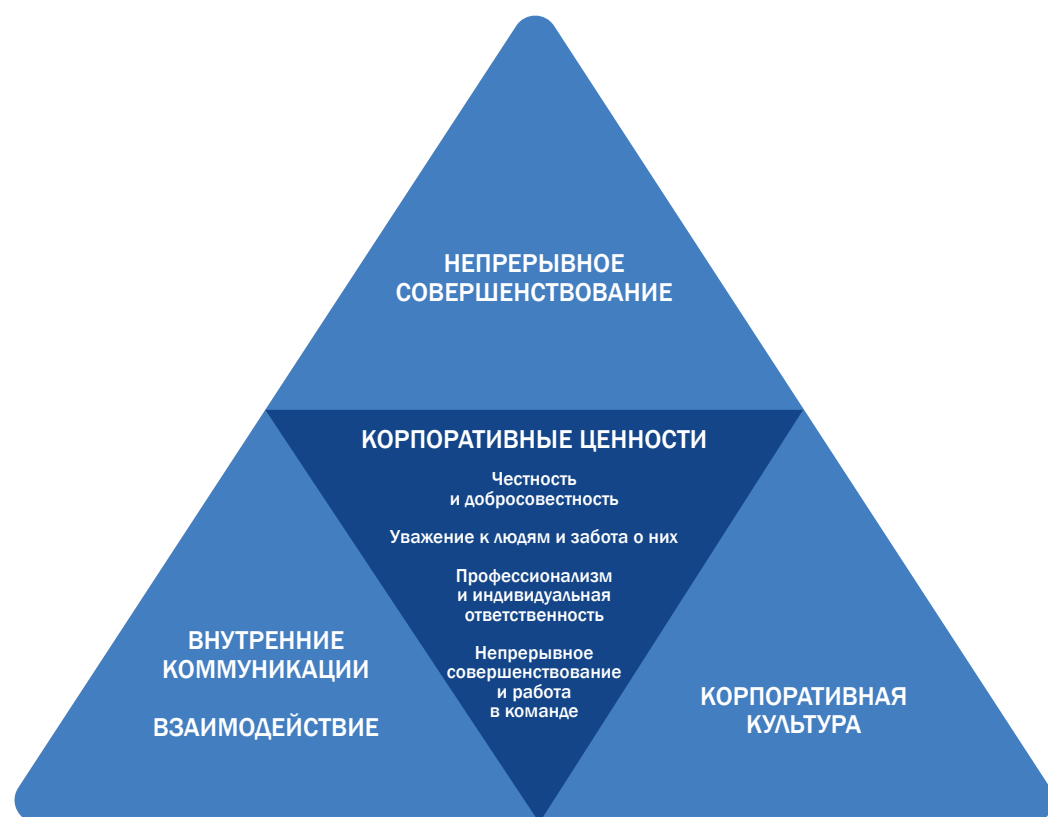 НЕПРЕРЫВНОЕ
СОВЕРШЕНСТВОВАНИЕ
КОРПОРАТИВНЫЕ ЦЕННОСТИ
Честность
и добросовестность
Уважение к людям и забота о них
Профессионализм
и индивидуальная
ответственность
Непрерывное
совершенствование
и работа
в команде
ВНУТРЕННИЕ
КОММУНИКАЦИИ
ВЗАИМОДЕЙСТВИЕ
КОРПОРАТИВНАЯ
КУЛЬТУРА